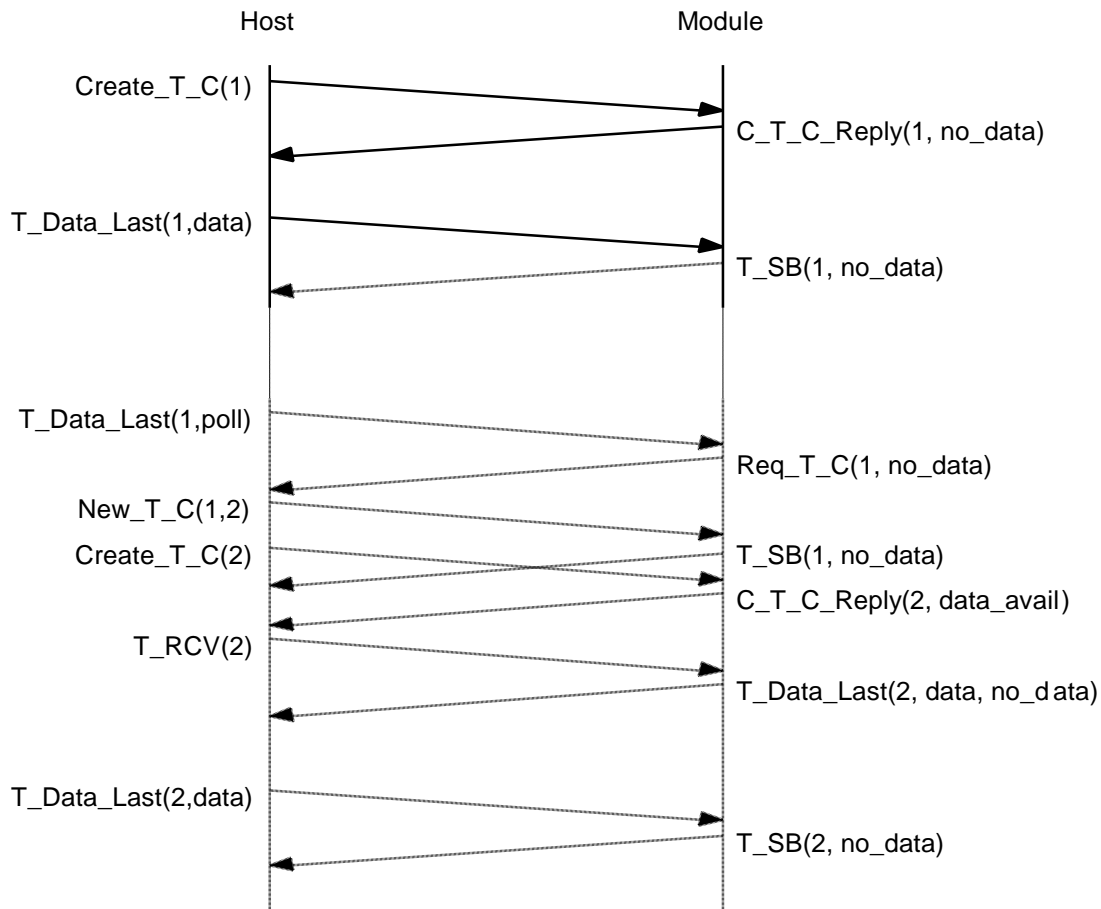 Host
Module
Create_T_C(1)
C_T_C_Reply(1, no_data)
T_Data_Last(1,data)
T_SB(1, no_data)
T_Data_Last(1,poll)
Req_T_C(1, no_data)
New_T_C(1,2)
Create_T_C(2)
T_SB(1, no_data)
C_T_C_Reply(2, data_avail)
T_RCV(2)
T_Data_Last(2, data, no_data)
T_Data_Last(2,data)
T_SB(2, no_data)